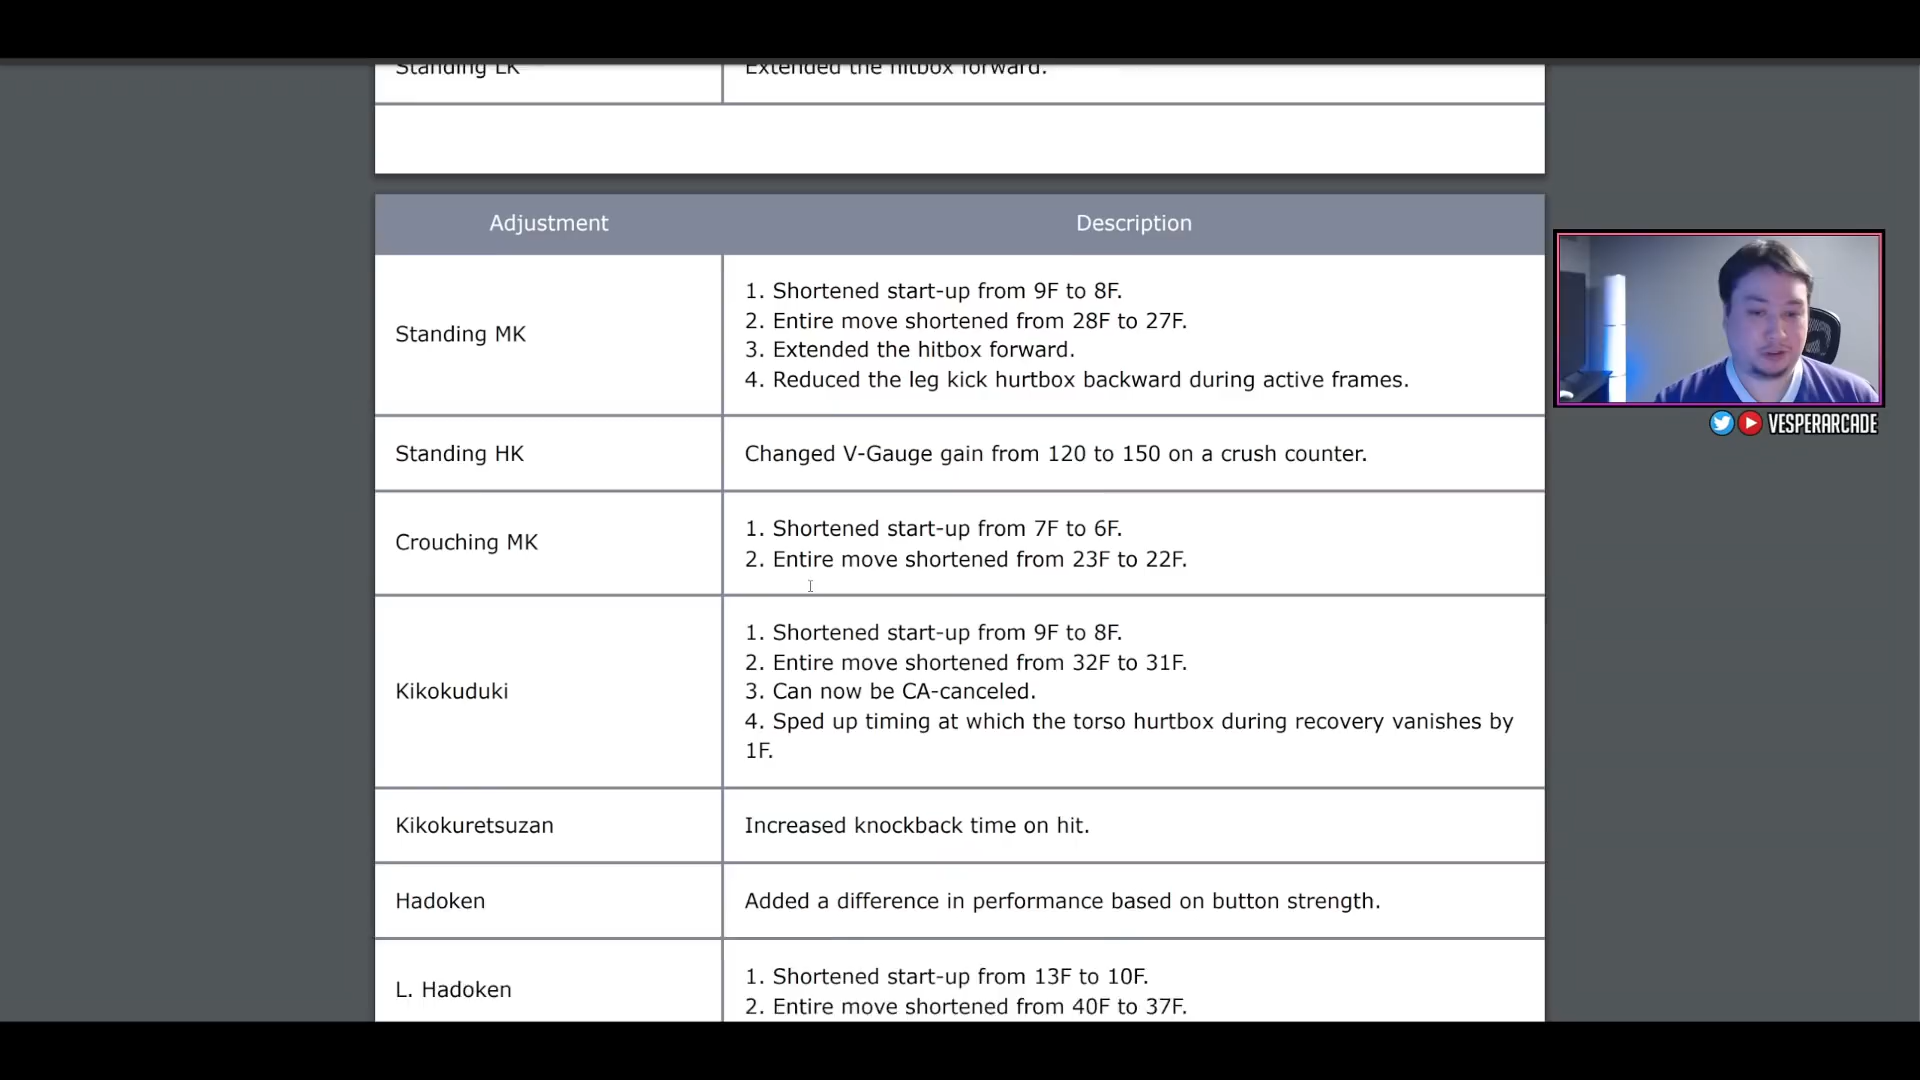 Standing LK
Extended the hitbox forward.
Adjustment
Description
Standing MK
1. Shortened start-up from 9F to 8F.
2. Entire move shortened from 28F to 27F.
3. Extended the hitbox forward.
4. Reduced the leg kick hurtbox backward during active frames.
Standing HK
Changed V-Gauge gain from 120 to 150 on a crush counter.
Crouching MK
1. Shortened start-up from 7F to 6F.
2. Entire move shortened from 23F to 22F.
Kikokuduki
1. Shortened start-up from 9F to 8F.
2. Entire move shortened from 32F to 31F.
3. Can now be CA-canceled.
4. Sped up timing at which the torso hurtbox during recovery vanishes by
1F.
Kikokuretsuzan
Increased knockback time on hit.
Hadoken
Added a difference in performance based on button strength.
L. Hadoken
1. Shortened start-up from 13F to 10F.
2. Entire move shortened from 40F to 37F.
VESPERARCADE